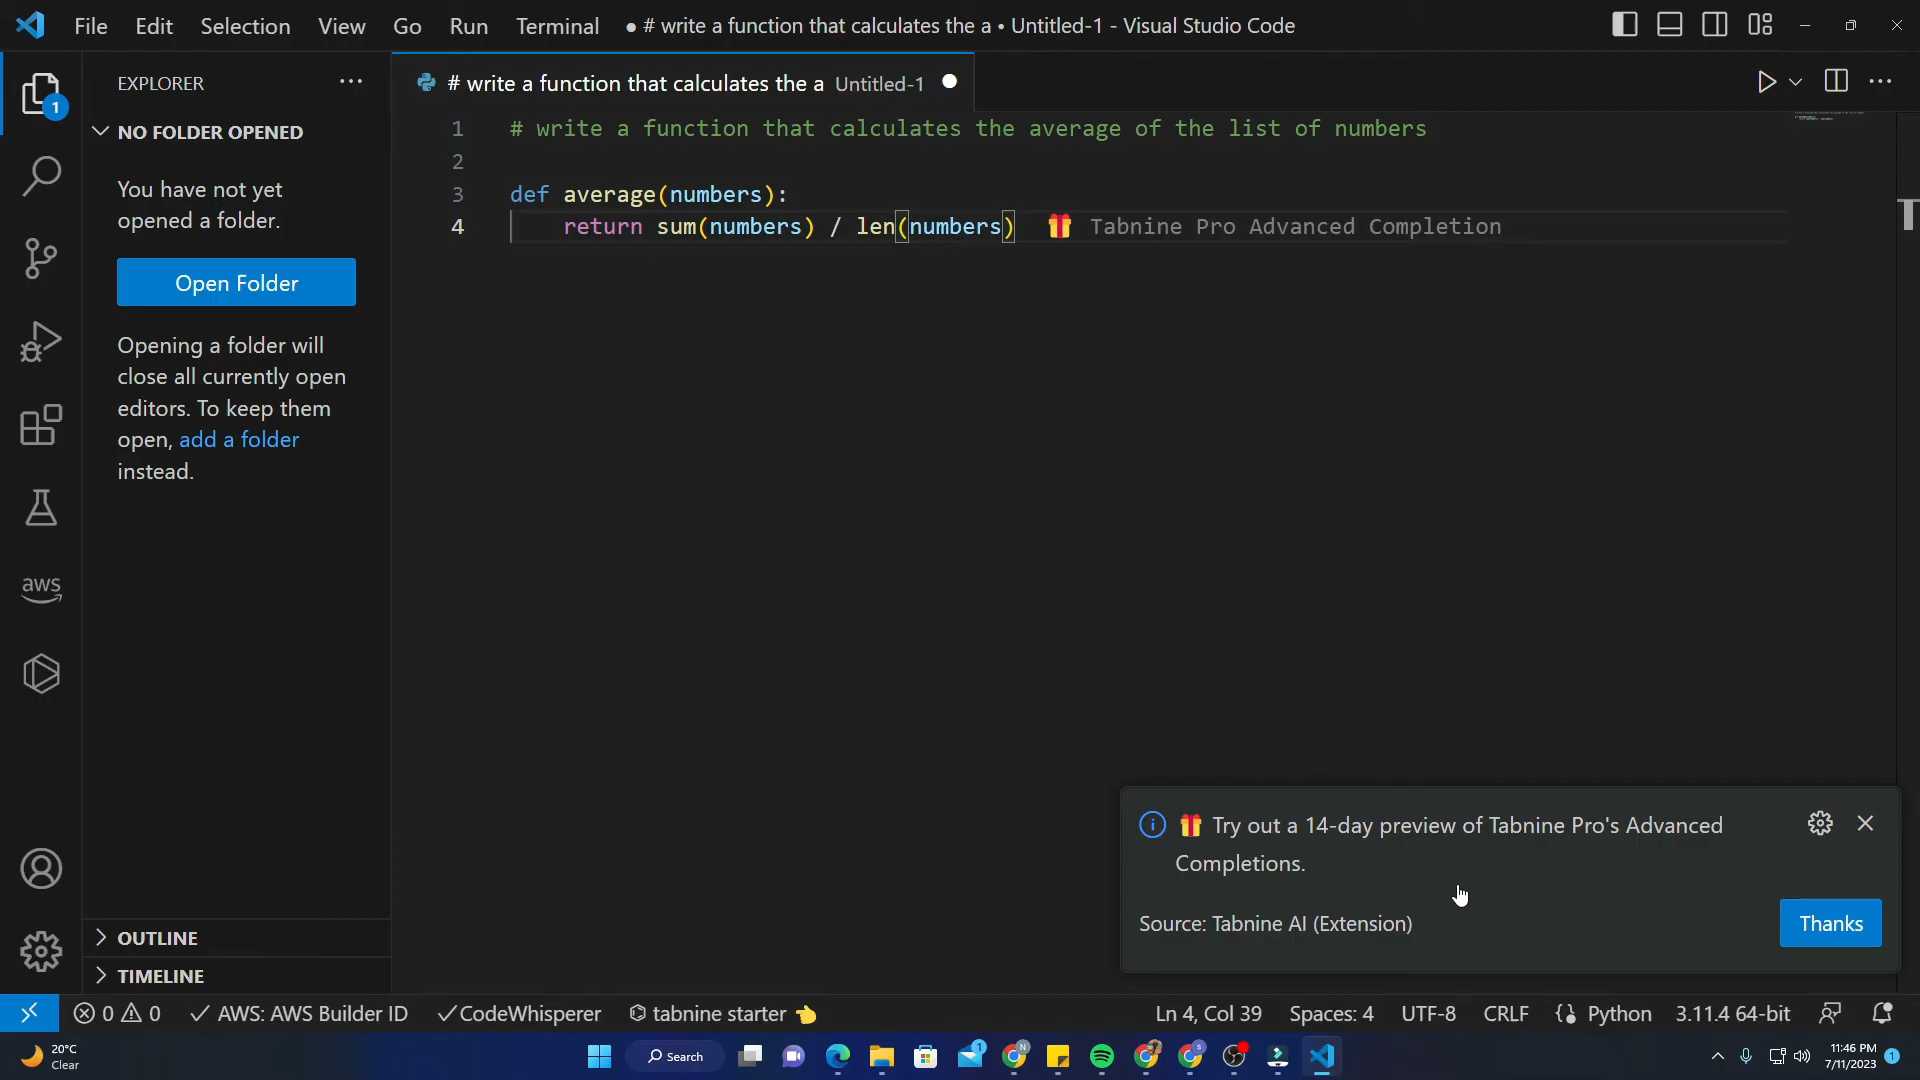 File Edit Selection View Go Run Terminal ● # write a function that calculates the a • Untitled-1 - Visual Studio Code
EXPLORER
# write a function that calculates the a Untitled-1
1
NO FOLDER OPENED
You have not yet
opened a folder.
Open Folder
Opening a folder will
close all currently open
editors. To keep them
open, add a folder
instead.
aws
OUTLINE
TIMELINE
1 # write a function that calculates the average of the list of numbers
2
3 def average(numbers):
4 return sum(numbers) / len(numbers) 🎁 Tabnine Pro Advanced Completion
🎁 Try out a 14-day preview of Tabnine Pro's Advanced
Completions.
Source: Tabnine AI (Extension)
Thanks
0 0 AWS: AWS Builder ID CodeWhisperer tabnine starter 👈 Ln 4, Col 39 Spaces: 4 UTF-8 CRLF Python 3.11.4 64-bit
20°C
Clear
Search
1
N
S
11:46 PM
7/11/2023
1